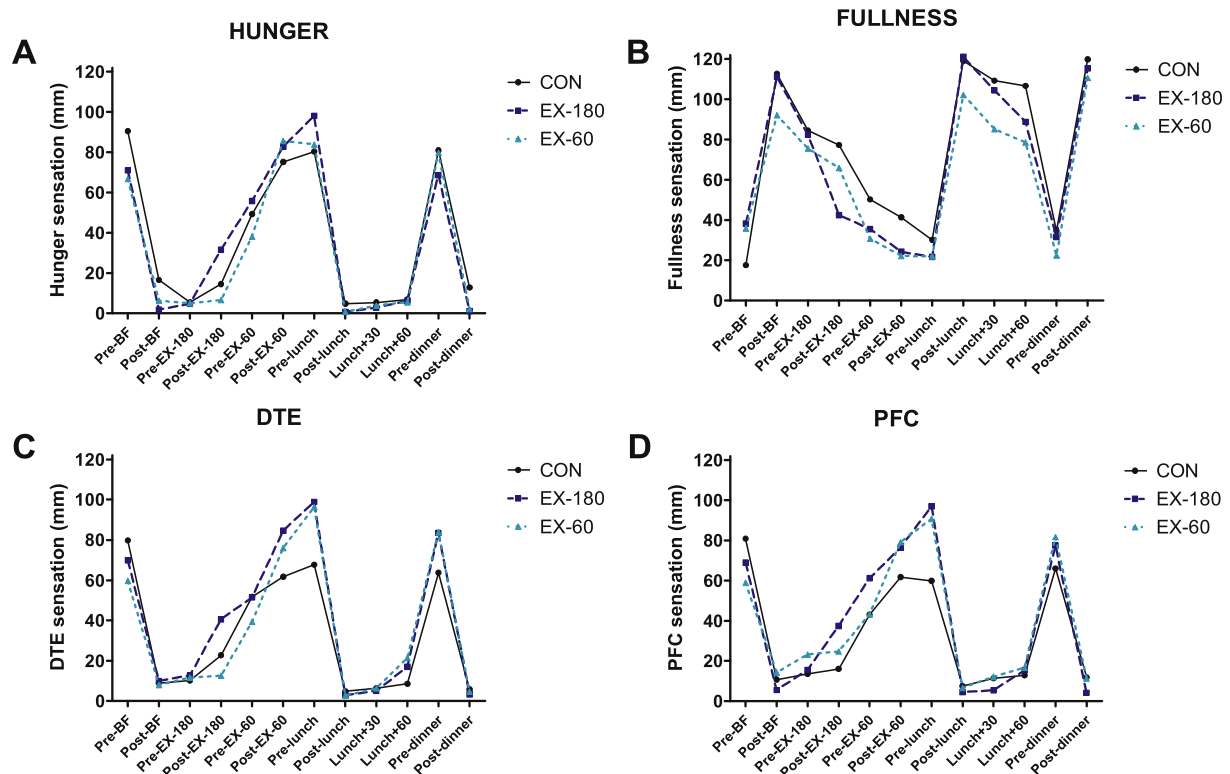 HUNGER
A
Hunger sensation (mm)
120
100
80
60
40
20
0
Pre-BF
Post-BF
Pre-EX-180
Post-EX-180
Pre-EX-60
Post-EX-60
Pre-lunch
Post-lunch
Lunch+30
Lunch+60
Pre-dinner
Post-dinner
CON
EX-180
EX-60
FULLNESS
B
Fullness sensation (mm)
120
100
80
60
40
20
0
Pre-BF
Post-BF
Pre-EX-180
Post-EX-180
Pre-EX-60
Post-EX-60
Pre-lunch
Post-lunch
Lunch+30
Lunch+60
Pre-dinner
Post-dinner
CON
EX-180
EX-60
DTE
C
DTE sensation (mm)
120
100
80
60
40
20
0
Pre-BF
Post-BF
Pre-EX-180
Post-EX-180
Pre-EX-60
Post-EX-60
Pre-lunch
Post-lunch
Lunch+30
Lunch+60
Pre-dinner
Post-dinner
CON
EX-180
EX-60
PFC
D
PFC sensation (mm)
120
100
80
60
40
20
0
Pre-BF
Post-BF
Pre-EX-180
Post-EX-180
Pre-EX-60
Post-EX-60
Pre-lunch
Post-lunch
Lunch+30
Lunch+60
Pre-dinner
Post-dinner
CON
EX-180
EX-60